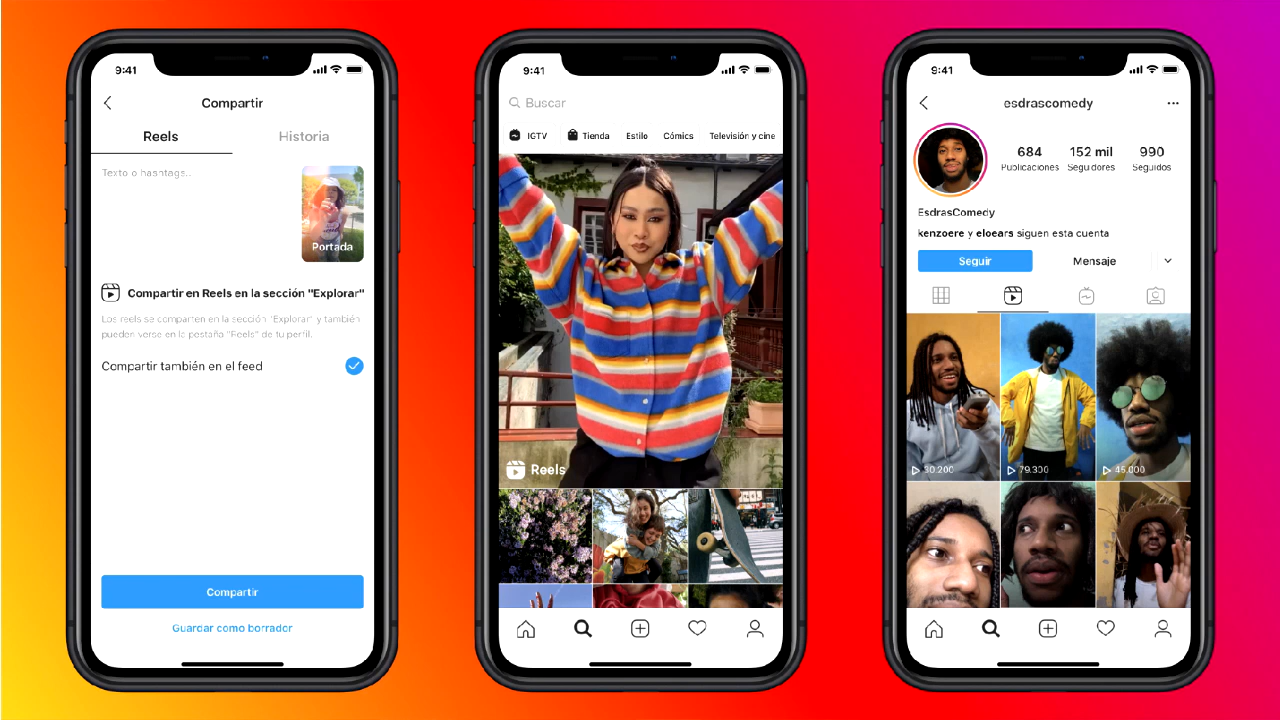 9:41
Compartir
Reels
Historia
Texto o hashtags..
Portada
Compartir en Reels en la sección "Explorar"
Los reels se comparten en la sección "Explorar" y también
pueden verse en la pestaña "Reels" de tu perfil.
Compartir también en el feed
Compartir
Guardar como borrador
9:41
Buscar
IGTV
Tienda
Estilo
Cómics
Televisión y cine
Reels
9:41
esdrascomedy
684
152 mil
990
Publicaciones
Seguidores
Seguidos
EsdrasComedy
kenzoere y eloears siguen esta cuenta
Seguir
Mensaje
30.200
79.300
45.000